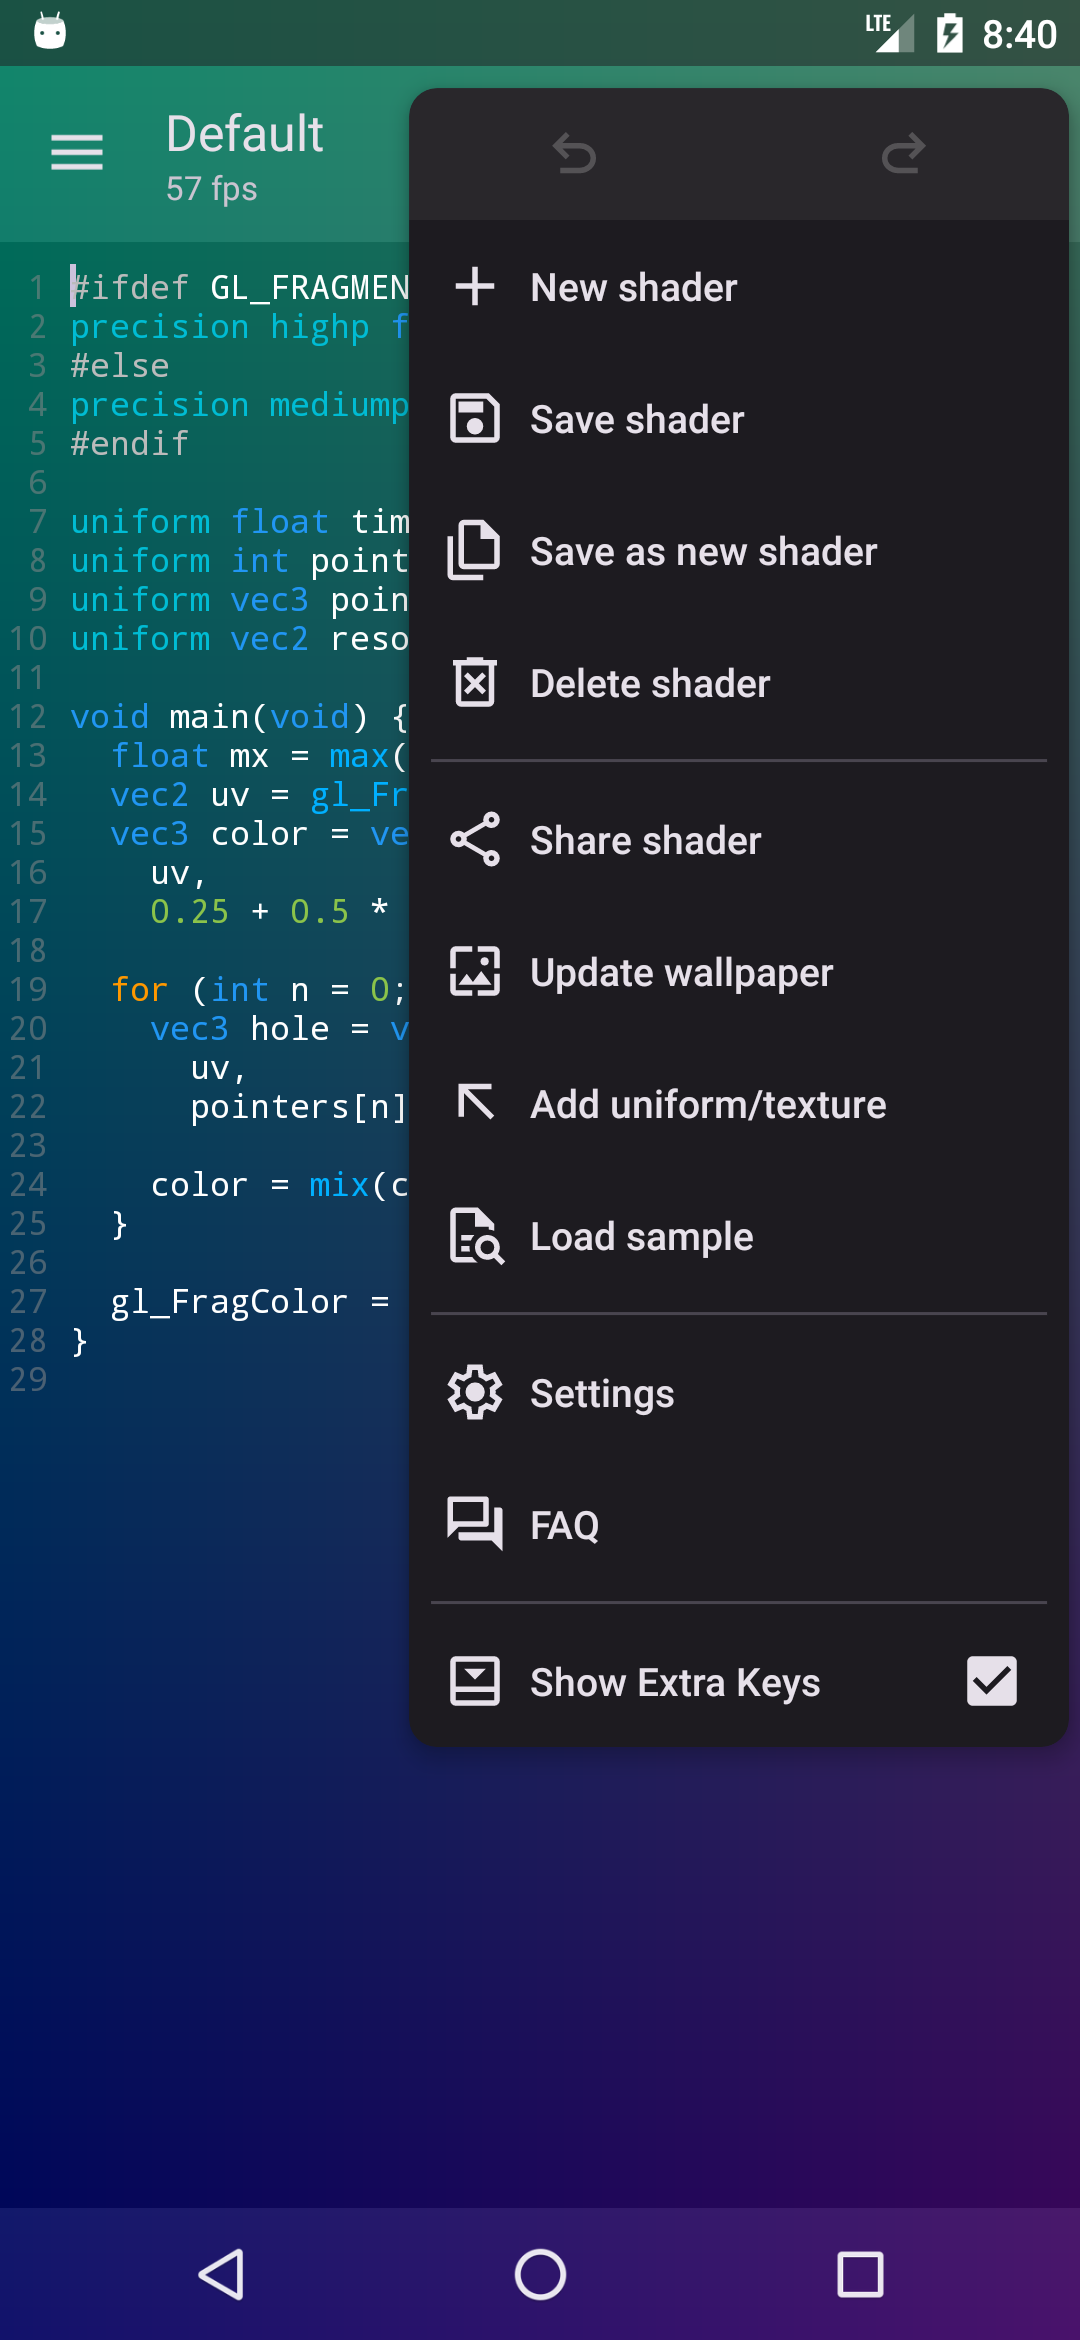 LTE 8:40
Default
57 fps
1 #ifdef GL_FRAGMEN
2 precision highp f
3 #else
4 precision mediump
5 #endif
6
7 uniform float tim
8 uniform int point
9 uniform vec3 poin
10 uniform vec2 reso
11
12 void main(void) {
13 float mx = max(
14 vec2 uv = gl_Fr
15 vec3 color = ve
16 uv,
17 0.25 + 0.5 *
18
19 for (int n = 0;
20 vec3 hole = v
21 uv,
22 pointers[n]
23
24 color = mix(c
25 }
26
27 gl_FragColor =
28 }
29
New shader
Save shader
Save as new shader
Delete shader
Share shader
Update wallpaper
Add uniform/texture
Load sample
Settings
FAQ
Show Extra Keys